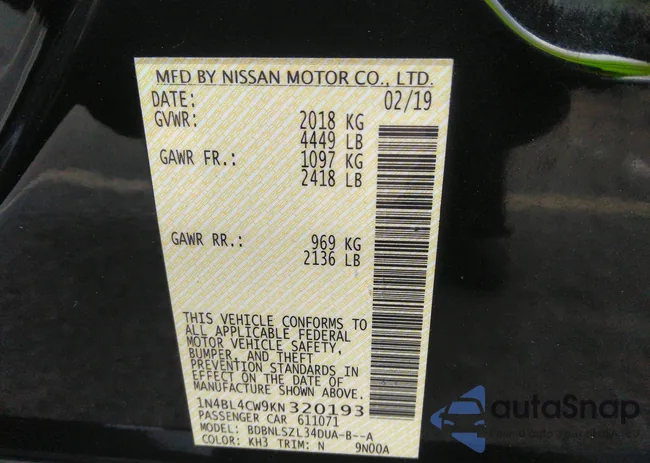 MFD BY NISSAN MOTOR CO., LTD.
DATE: 02/19
GVWR: 2018 KG
4449 LB
GAWR FR.: 1097 KG
2418 LB
GAWR RR.: 969 KG
2136 LB
THIS VEHICLE CONFORMS TO
ALL APPLICABLE FEDERAL
MOTOR VEHICLE SAFETY,
BUMPER, AND THEFT
PREVENTION STANDARDS IN
EFFECT ON THE DATE OF
MANUFACTURE SHOWN ABOVE.
1N4BL4CW9KN320193
PASSENGER CAR 611071
MODEL: BDBNLSZL34DUA-B--A
COLOR: KH3 TRIM: N 9N00A
autoSnap